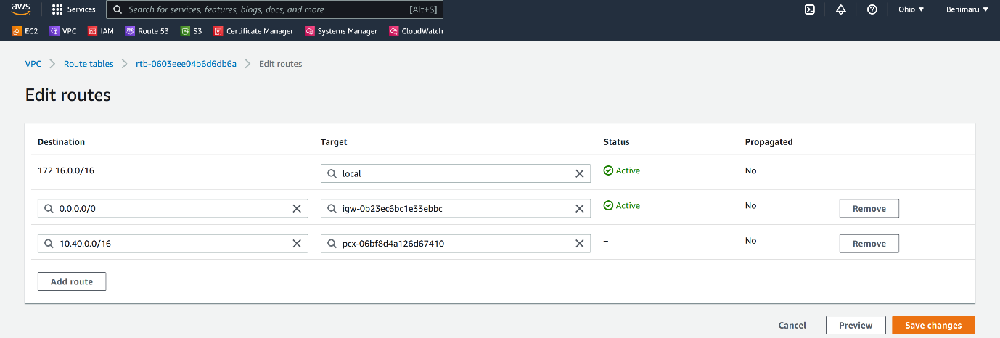 aws Services Search for services, features, blogs, docs, and more [Alt+S] Ohio Benimaru
EC2 VPC IAM Route 53 S3 Certificate Manager Systems Manager CloudWatch
VPC Route tables rtb-0603eee04b6d6db6a Edit routes
Edit routes
Destination Target Status Propagated
172.16.0.0/16 local Active No
0.0.0.0/0 igw-0b23ec6bc1e33ebbc Active No Remove
10.40.0.0/16 pcx-06bf8d4a126d67410 – No Remove
Add route
Cancel Preview Save changes